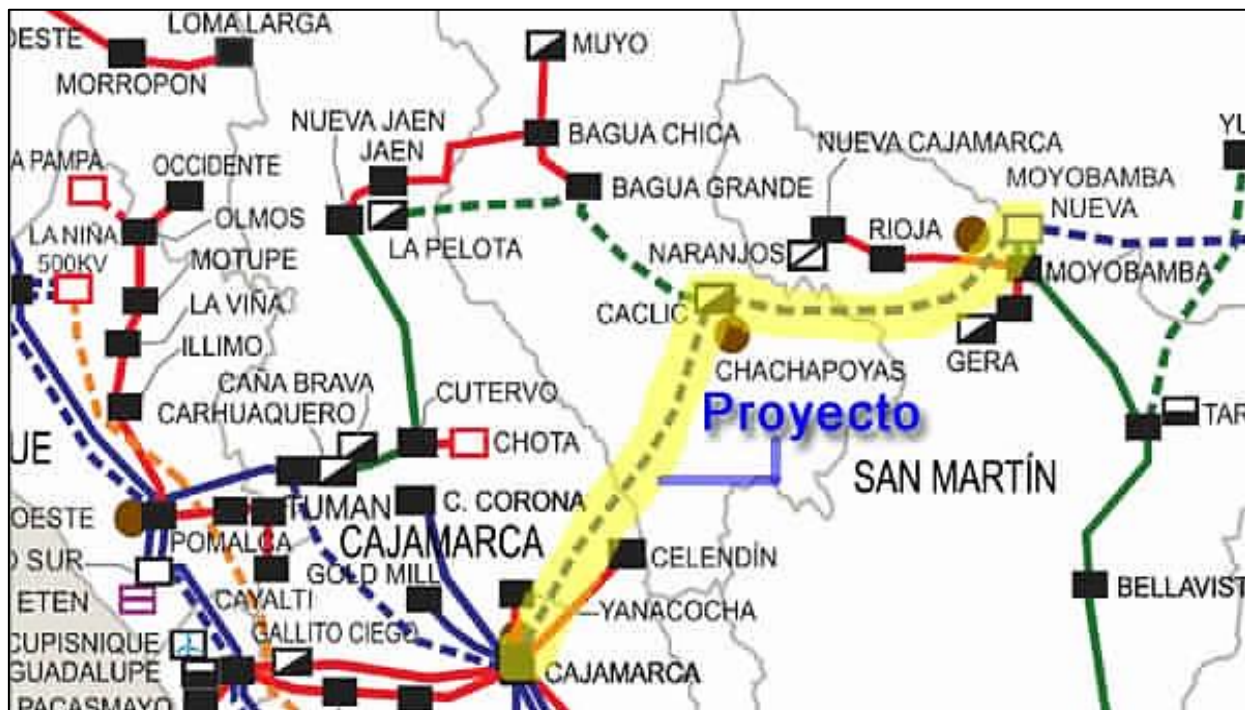 LOMA LARGA
OESTE
MORROPON
MUYO
NUEVA JAEN
JAEN
BAGUA CHICA
NUEVA CAJAMARCA
YU
A PAMPA
OCCIDENTE
BAGUA GRANDE
MOYOBAMBA
NUEVA
OLMOS
LA NIÑA
500KV
LA PELOTA
RIOJA
NARANJOS
MOTUPE
MOYOBAMBA
LA VIÑA
CACLIC
ILLIMO
GERA
CHACHAPOYAS
CAÑA BRAVA
CARHUAQUERO
CUTERVO
Proyecto
TAR
CHOTA
UE
SAN MARTÍN
OESTE
TUMAN
C. CORONA
POMALCA
CAJAMARCA
CELENDÍN
O SUR
GOLD MILL
BELLAVIST
ETEN
CAYALTI
YANACOCHA
GALLITO CIEGO
CUPISNIQUE
GUADALUPE
CAJAMARCA
PACASMAYO